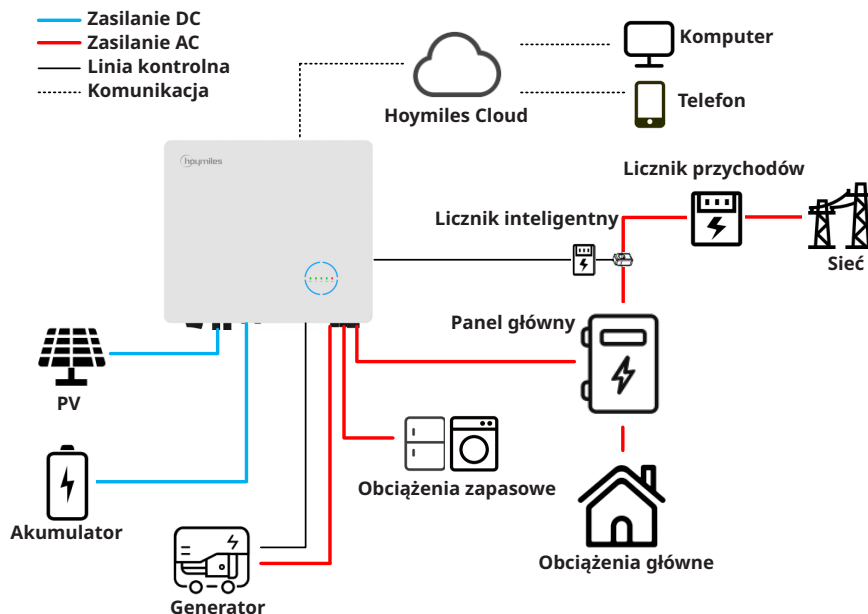 Zasilanie DC
Zasilanie AC
Linia kontrolna
Komunikacja
Hoymiles Cloud
Komputer
Telefon
hoymiles
Licznik przychodów
Licznik inteligentny
Sieć
Panel główny
PV
Akumulator
Obciążenia zapasowe
Obciążenia główne
Generator